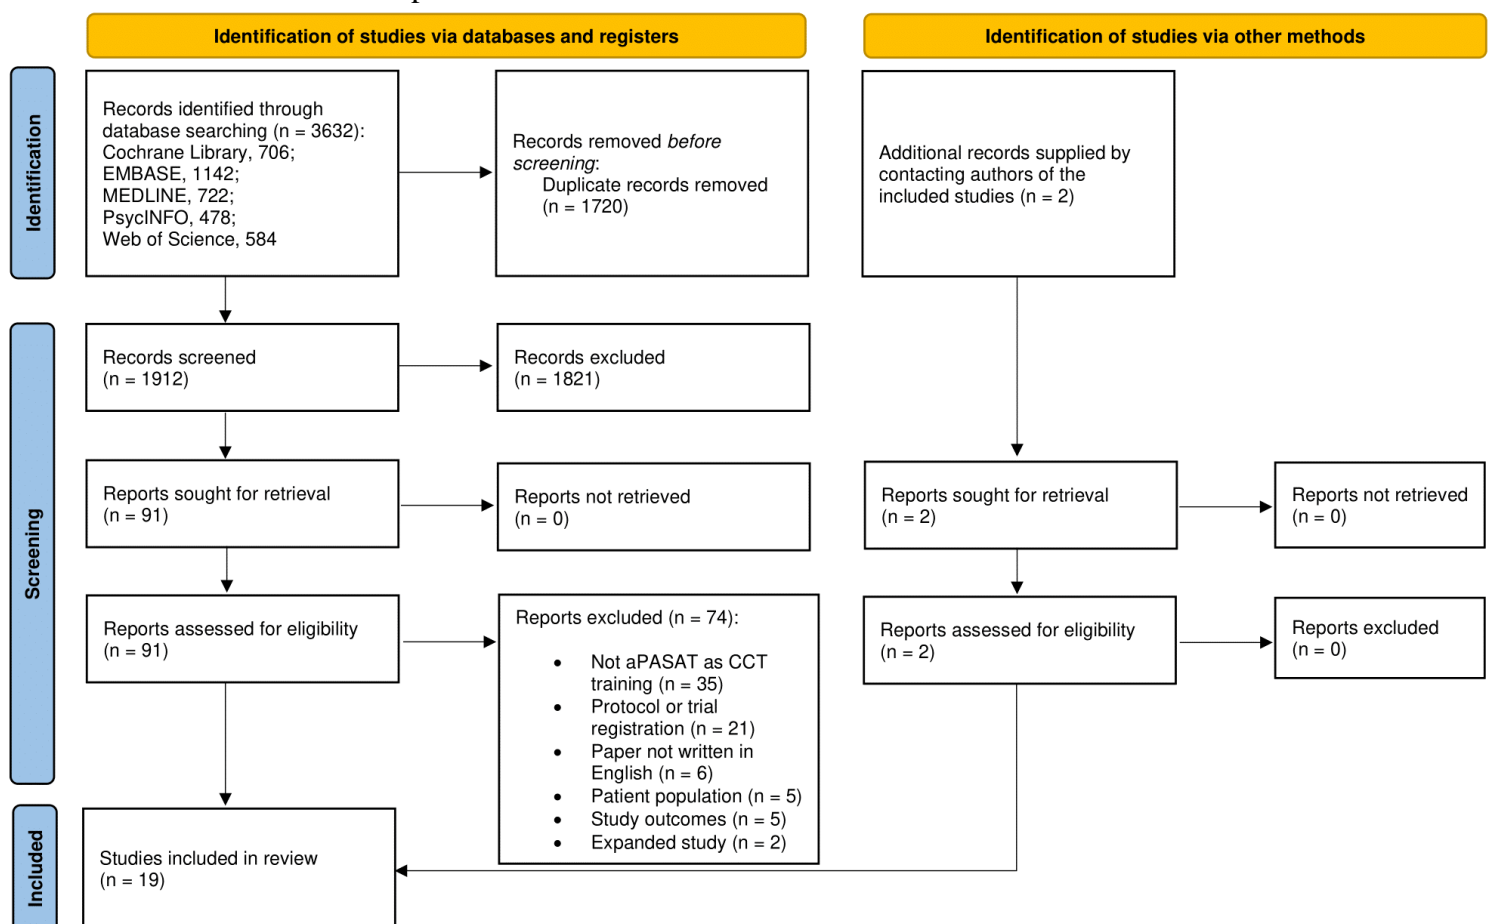 Identification of studies via databases and registers
Identification of studies via other methods
Identification
Records identified through
database searching (n = 3632):
Cochrane Library, 706;
EMBASE, 1142;
MEDLINE, 722;
PsycINFO, 478;
Web of Science, 584
Records removed before
screening:
Duplicate records removed
(n = 1720)
Additional records supplied by
contacting authors of the
included studies (n = 2)
Screening
Records screened
(n = 1912)
Records excluded
(n = 1821)
Reports sought for retrieval
(n = 91)
Reports not retrieved
(n = 0)
Reports sought for retrieval
(n = 2)
Reports not retrieved
(n = 0)
Reports assessed for eligibility
(n = 91)
Reports excluded (n = 74):
• Not aPASAT as CCT
training (n = 35)
• Protocol or trial
registration (n = 21)
• Paper not written in
English (n = 6)
• Patient population (n = 5)
• Study outcomes (n = 5)
• Expanded study (n = 2)
Reports assessed for eligibility
(n = 2)
Reports excluded
(n = 0)
Included
Studies included in review
(n = 19)